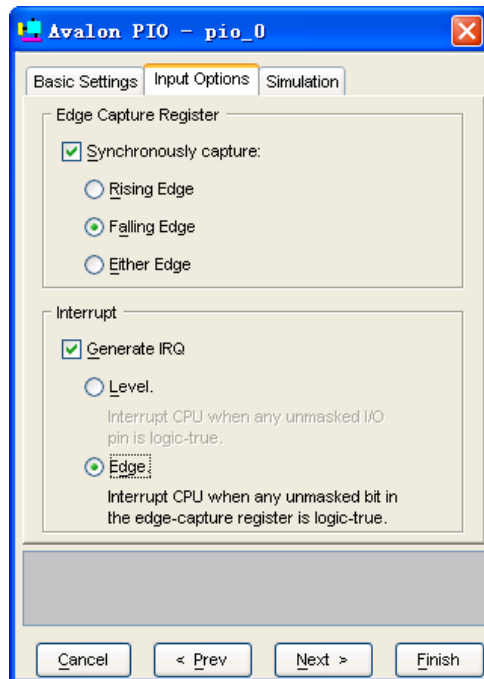 Avalon PIO - pio_0
Basic Settings Input Options Simulation
Edge Capture Register
Synchronously capture:
Rising Edge
Falling Edge
Either Edge
Interrupt
Generate IRQ
Level.
Interrupt CPU when any unmasked I/O
pin is logic-true.
Edge.
Interrupt CPU when any unmasked bit in
the edge-capture register is logic-true.
Cancel < Prev Next > Finish